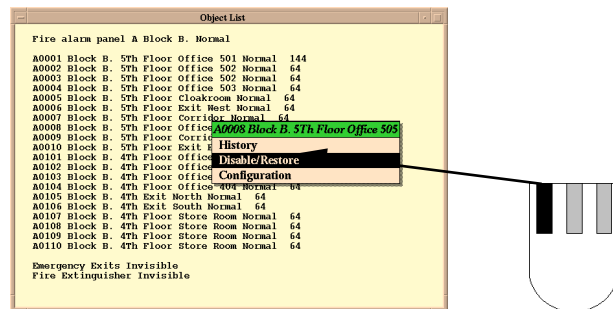 Object List
Fire alarm panel A Block B. Normal
A0001 Block B. 5Th Floor Office 501 Normal 144
A0002 Block B. 5Th Floor Office 502 Normal 64
A0003 Block B. 5Th Floor Office 502 Normal 64
A0004 Block B. 5Th Floor Office 503 Normal 64
A0005 Block B. 5Th Floor Cloakroom Normal 64
A0006 Block B. 5Th Floor Exit West Normal 64
A0007 Block B. 5Th Floor Corridor Normal 64
A0008 Block B. 5Th Floor Office
A0009 Block B. 5Th Floor
A0010 Block B. 5Th Floor Exit
A0101 Block B. 4Th Floor Office
A0102 Block B. 4Th Floor Office
A0103 Block B. 4Th Floor Office
A0104 Block B. 4Th Floor Office 404 Normal 64
A0105 Block B. 4Th Exit North Normal 64
A0106 Block B. 4Th Exit South Normal 64
A0107 Block B. 4Th Floor Store Room Normal 64
A0108 Block B. 4Th Floor Store Room Normal 64
A0109 Block B. 4Th Floor Store Room Normal 64
A0110 Block B. 4Th Floor Store Room Normal 64
Emergency Exits Invisible
Fire Extinguisher Invisible
A0008 Block B. 5Th Floor Office 505
History
Disable/Restore
Configuration